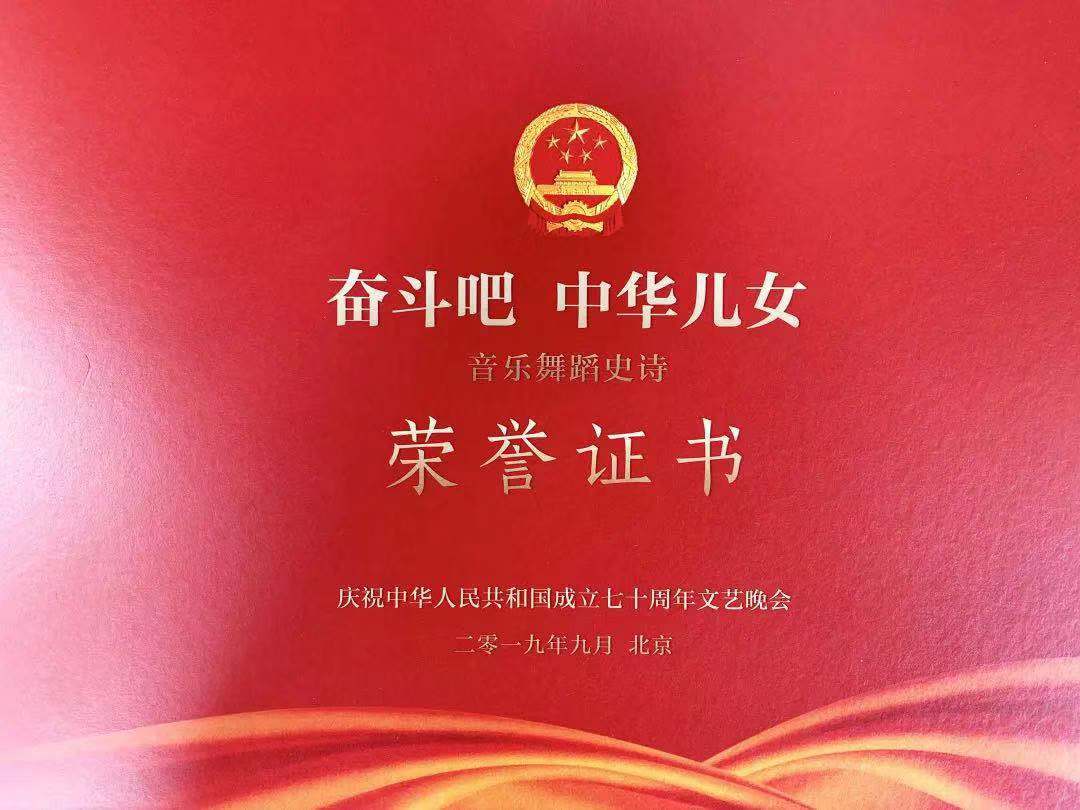 奋斗吧 中华儿女
音乐舞蹈史诗
荣誉证书
庆祝中华人民共和国成立七十周年文艺晚会
二零一九年九月 北京